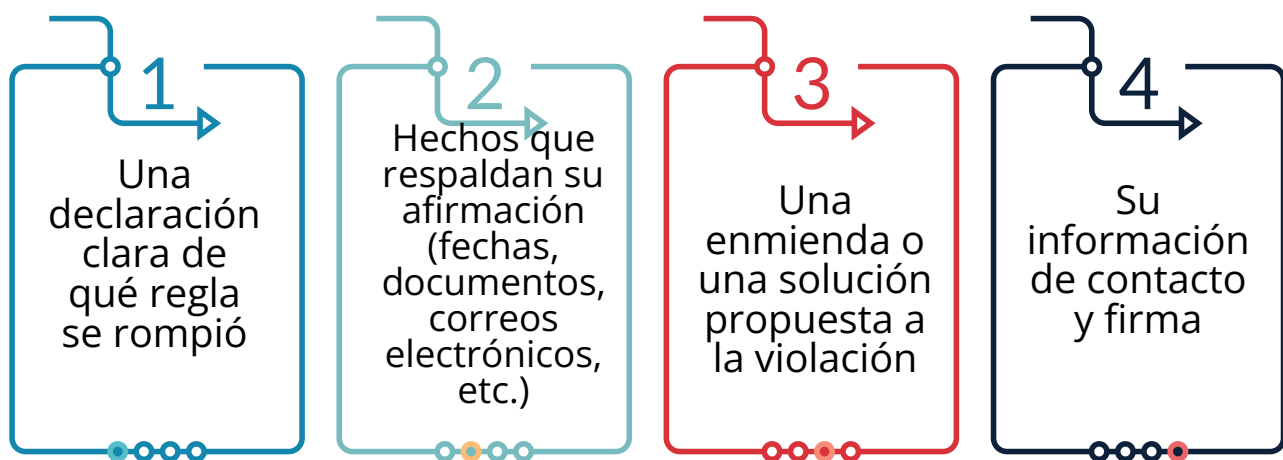 1
Una
declaración
clara de
qué regla
se rompió
2
Hechos que
respaldan su
afirmación
(fechas,
documentos,
correos
electrónicos,
etc.)
3
Una
enmienda o
una solución
propuesta a
la violación
4
Su
información
de contacto
y firma